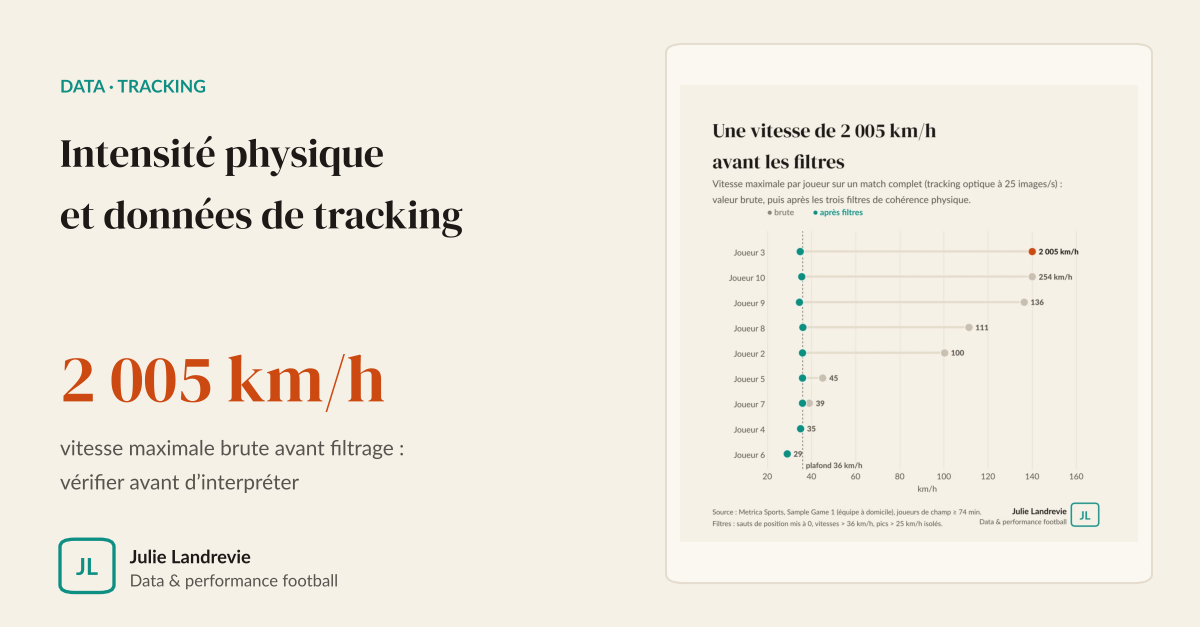 DATA · TRACKING
Intensité physique
et données de tracking
2 005 km/h
vitesse maximale brute avant filtrage :
vérifier avant d’interpréter
JL
Julie Landrevie
Data & performance football
Une vitesse de 2 005 km/h
avant les filtres
Vitesse maximale par joueur sur un match complet (tracking optique à 25 images/s) :
valeur brute, puis après les trois filtres de cohérence physique.
brute après filtres
Joueur 3 2 005 km/h
Joueur 10 254 km/h
Joueur 9 136
Joueur 8 111
Joueur 2 100
Joueur 5 45
Joueur 7 39
Joueur 4 35
Joueur 6 29
plafond 36 km/h
20 40 60 80 100 120 140 160
km/h
Source : Metrica Sports, Sample Game 1 (équipe à domicile), joueurs de champ ≥ 74 min.
Filtres : sauts de position mis à 0, vitesses > 36 km/h, pics > 25 km/h isolés.
Julie Landrevie
Data & performance football
JL